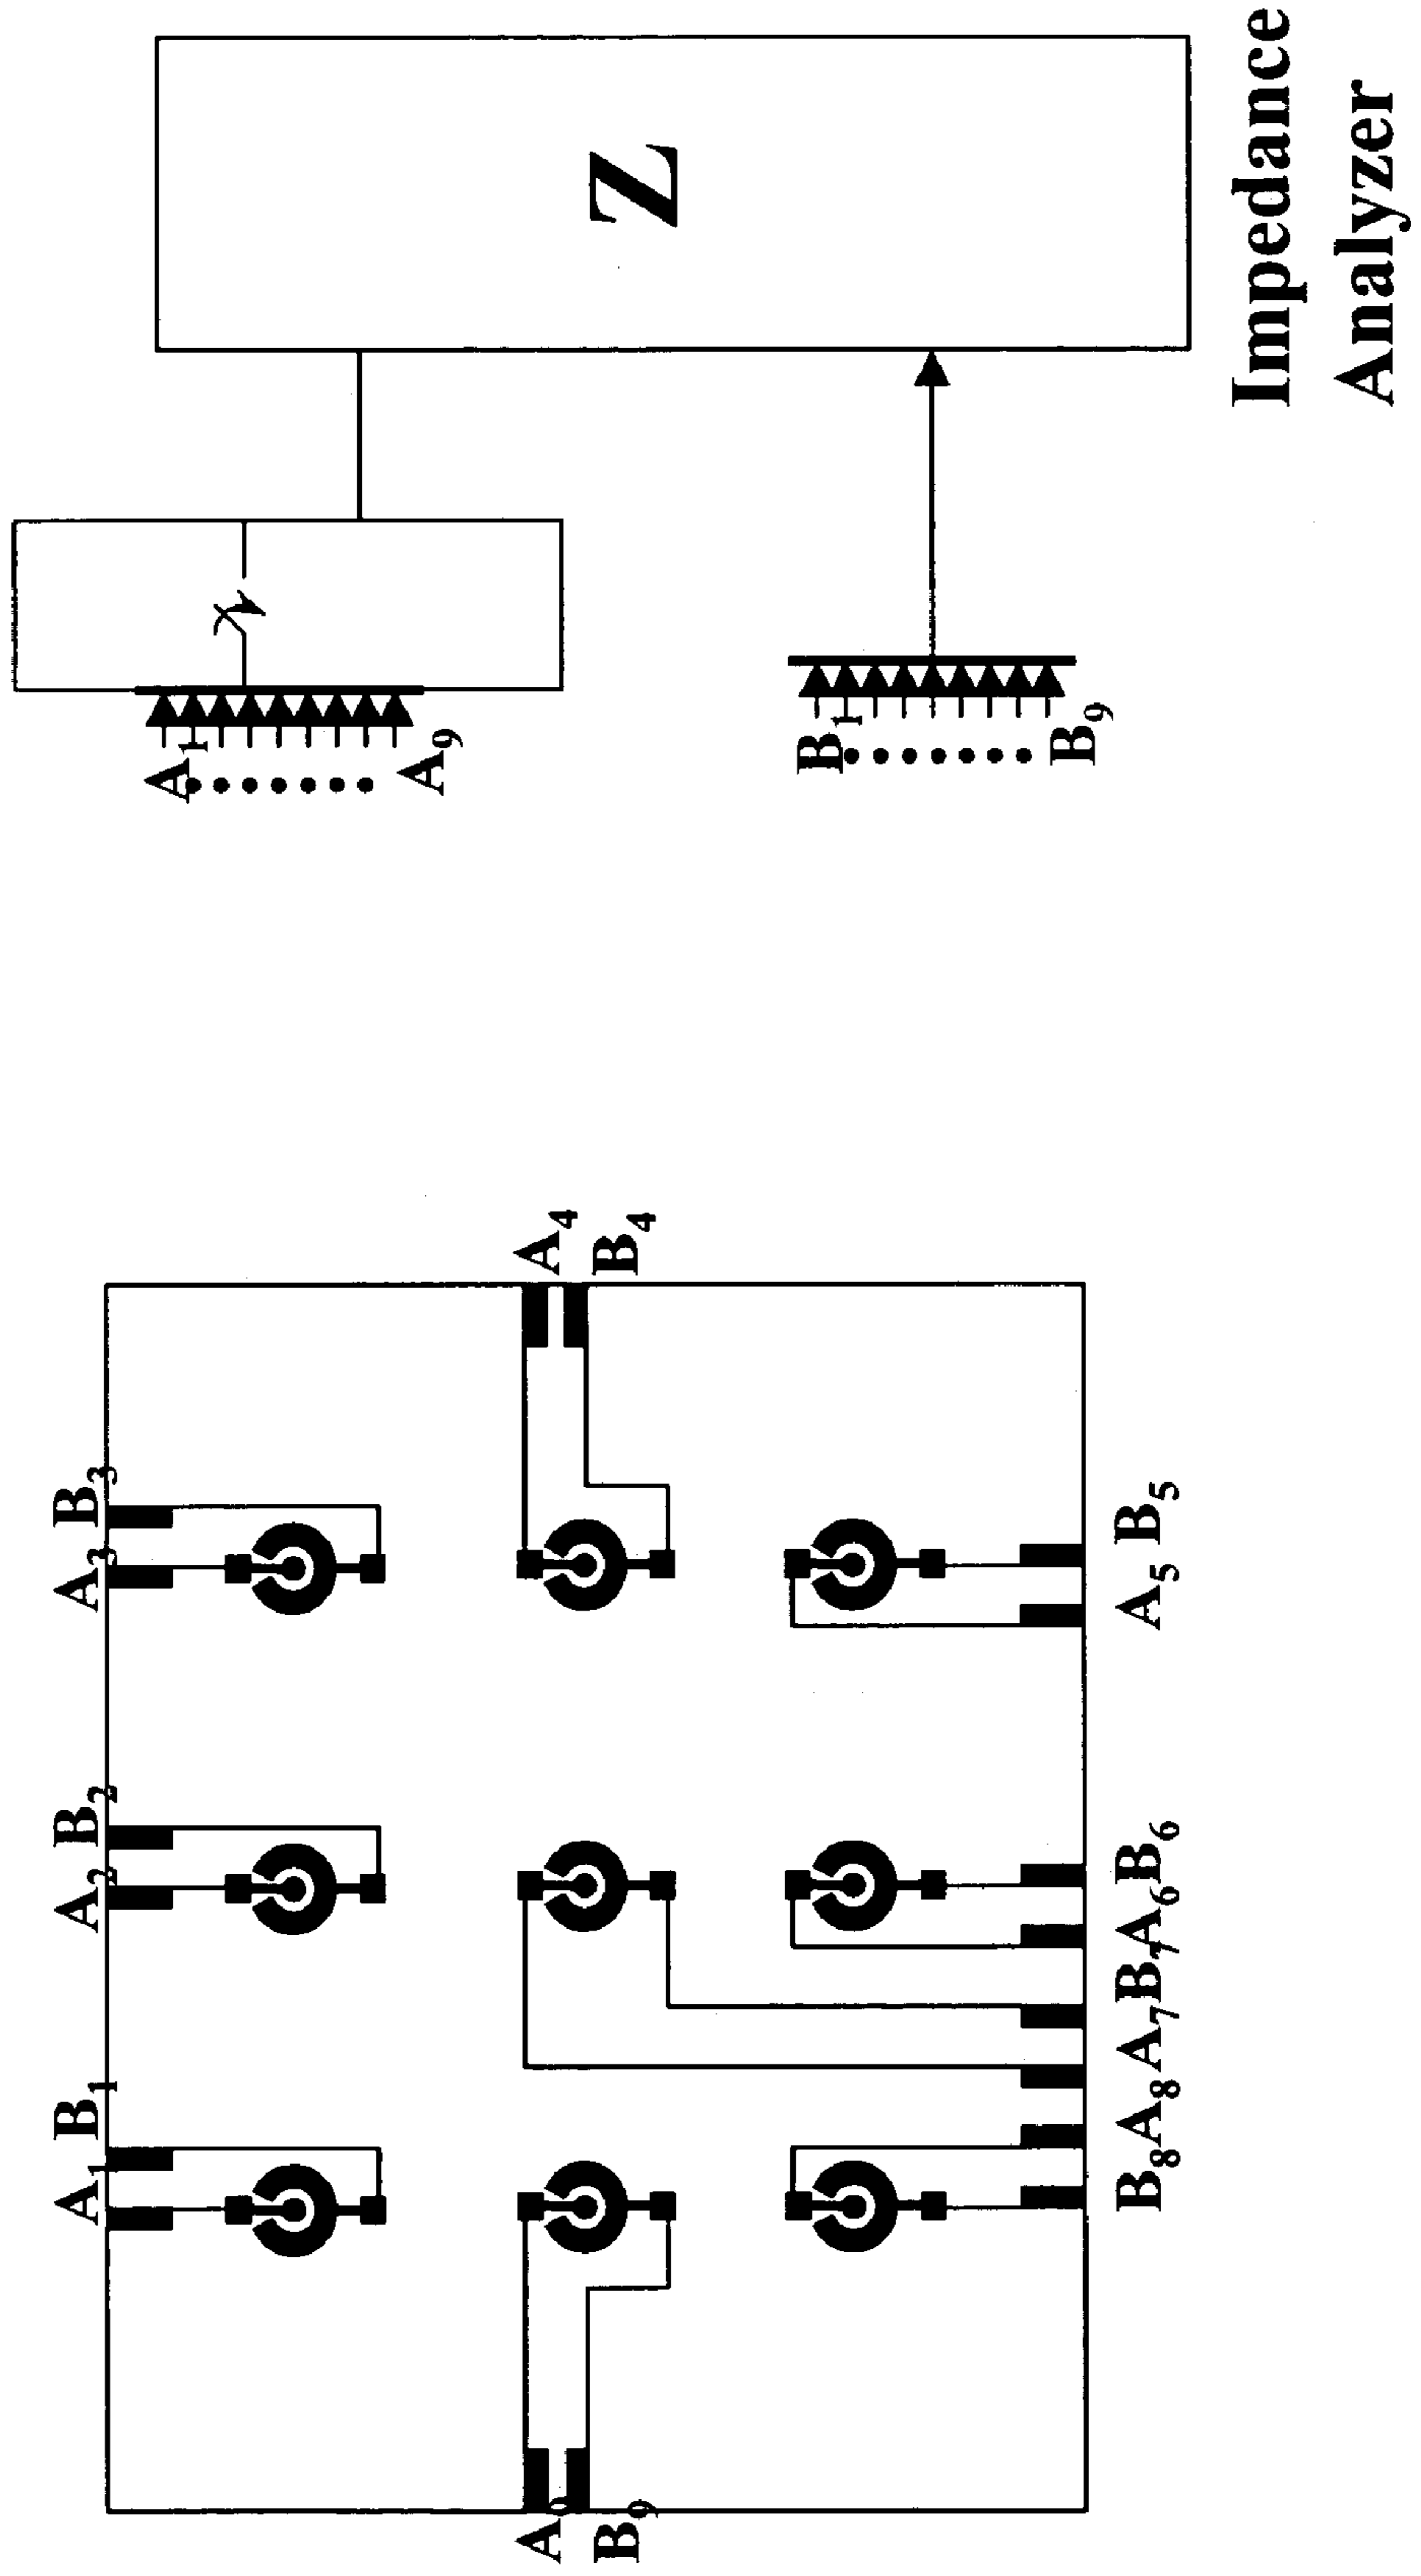 A₁ B₁ A₂ B₂ A₃ B₃
A₄
B₄
A₉
B₉
B₈ A₈ A₇ B₇ A₆ B₆ A₅ B₅
A₁
A₉
B₁
B₉
Z
Impedance
Analyzer